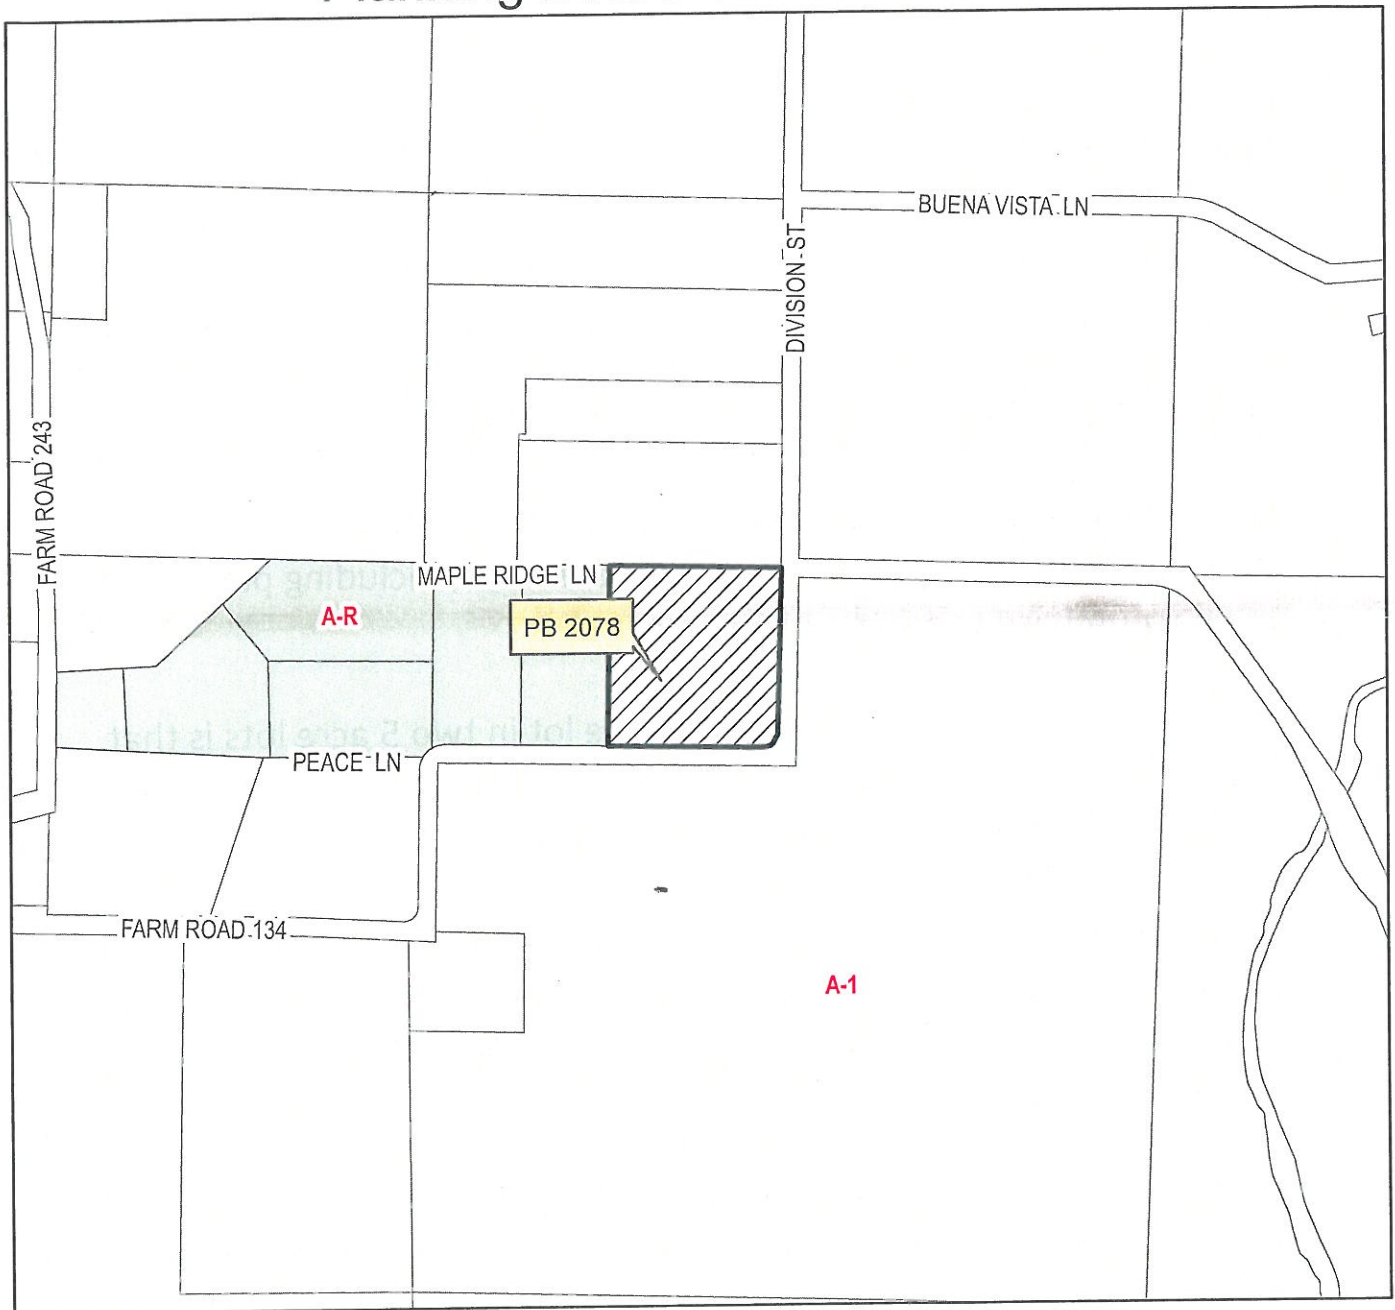 BUENA VISTA LN
DIVISION ST
FARM ROAD 243
MAPLE RIDGE LN
A-R
PB 2078
PEACE LN
FARM ROAD 134
A-1